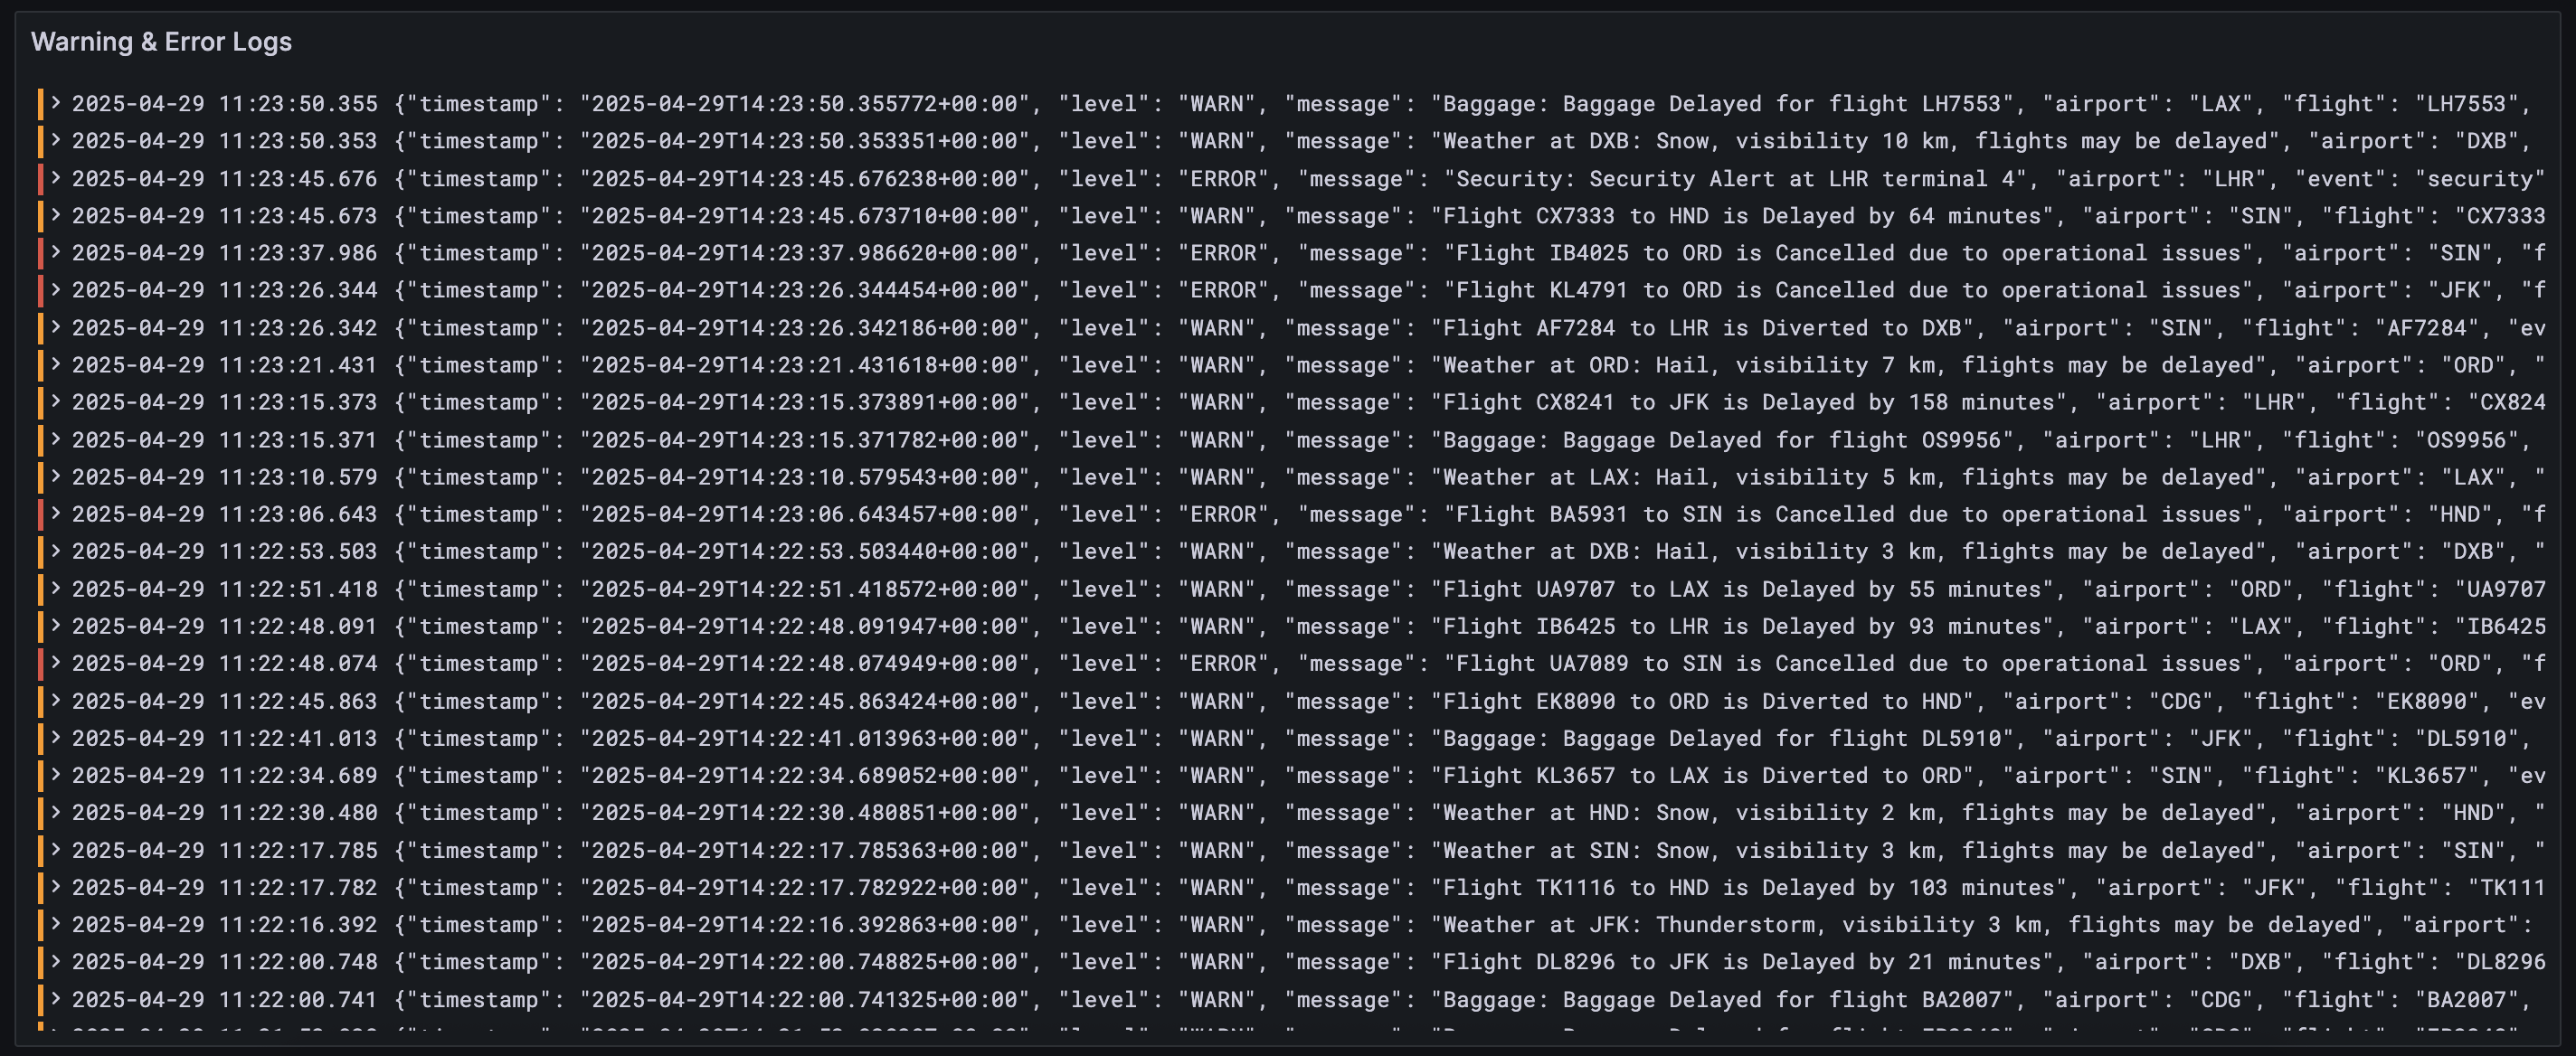 Warning & Error Logs
> 2025-04-29 11:23:50.355 {"timestamp": "2025-04-29T14:23:50.355772+00:00", "level": "WARN", "message": "Baggage: Baggage Delayed for flight LH7553", "airport": "LAX", "flight": "LH7553",
> 2025-04-29 11:23:50.353 {"timestamp": "2025-04-29T14:23:50.353351+00:00", "level": "WARN", "message": "Weather at DXB: Snow, visibility 10 km, flights may be delayed", "airport": "DXB",
> 2025-04-29 11:23:45.676 {"timestamp": "2025-04-29T14:23:45.676238+00:00", "level": "ERROR", "message": "Security: Security Alert at LHR terminal 4", "airport": "LHR", "event": "security"
> 2025-04-29 11:23:45.673 {"timestamp": "2025-04-29T14:23:45.673710+00:00", "level": "WARN", "message": "Flight CX7333 to HND is Delayed by 64 minutes", "airport": "SIN", "flight": "CX7333
> 2025-04-29 11:23:37.986 {"timestamp": "2025-04-29T14:23:37.986620+00:00", "level": "ERROR", "message": "Flight IB4025 to ORD is Cancelled due to operational issues", "airport": "SIN", "f
> 2025-04-29 11:23:26.344 {"timestamp": "2025-04-29T14:23:26.344454+00:00", "level": "ERROR", "message": "Flight KL4791 to ORD is Cancelled due to operational issues", "airport": "JFK", "f
> 2025-04-29 11:23:26.342 {"timestamp": "2025-04-29T14:23:26.342186+00:00", "level": "WARN", "message": "Flight AF7284 to LHR is Diverted to DXB", "airport": "SIN", "flight": "AF7284", "ev
> 2025-04-29 11:23:21.431 {"timestamp": "2025-04-29T14:23:21.431618+00:00", "level": "WARN", "message": "Weather at ORD: Hail, visibility 7 km, flights may be delayed", "airport": "ORD", "
> 2025-04-29 11:23:15.373 {"timestamp": "2025-04-29T14:23:15.373891+00:00", "level": "WARN", "message": "Flight CX8241 to JFK is Delayed by 158 minutes", "airport": "LHR", "flight": "CX824
> 2025-04-29 11:23:15.371 {"timestamp": "2025-04-29T14:23:15.371782+00:00", "level": "WARN", "message": "Baggage: Baggage Delayed for flight OS9956", "airport": "LHR", "flight": "OS9956",
> 2025-04-29 11:23:10.579 {"timestamp": "2025-04-29T14:23:10.579543+00:00", "level": "WARN", "message": "Weather at LAX: Hail, visibility 5 km, flights may be delayed", "airport": "LAX", "
> 2025-04-29 11:23:06.643 {"timestamp": "2025-04-29T14:23:06.643457+00:00", "level": "ERROR", "message": "Flight BA5931 to SIN is Cancelled due to operational issues", "airport": "HND", "f
> 2025-04-29 11:22:53.503 {"timestamp": "2025-04-29T14:22:53.503440+00:00", "level": "WARN", "message": "Weather at DXB: Hail, visibility 3 km, flights may be delayed", "airport": "DXB", "
> 2025-04-29 11:22:51.418 {"timestamp": "2025-04-29T14:22:51.418572+00:00", "level": "WARN", "message": "Flight UA9707 to LAX is Delayed by 55 minutes", "airport": "ORD", "flight": "UA9707
> 2025-04-29 11:22:48.091 {"timestamp": "2025-04-29T14:22:48.091947+00:00", "level": "WARN", "message": "Flight IB6425 to LHR is Delayed by 93 minutes", "airport": "LAX", "flight": "IB6425
> 2025-04-29 11:22:48.074 {"timestamp": "2025-04-29T14:22:48.074949+00:00", "level": "ERROR", "message": "Flight UA7089 to SIN is Cancelled due to operational issues", "airport": "ORD", "f
> 2025-04-29 11:22:45.863 {"timestamp": "2025-04-29T14:22:45.863424+00:00", "level": "WARN", "message": "Flight EK8090 to ORD is Diverted to HND", "airport": "CDG", "flight": "EK8090", "ev
> 2025-04-29 11:22:41.013 {"timestamp": "2025-04-29T14:22:41.013963+00:00", "level": "WARN", "message": "Baggage: Baggage Delayed for flight DL5910", "airport": "JFK", "flight": "DL5910",
> 2025-04-29 11:22:34.689 {"timestamp": "2025-04-29T14:22:34.689052+00:00", "level": "WARN", "message": "Flight KL3657 to LAX is Diverted to ORD", "airport": "SIN", "flight": "KL3657", "ev
> 2025-04-29 11:22:30.480 {"timestamp": "2025-04-29T14:22:30.480851+00:00", "level": "WARN", "message": "Weather at HND: Snow, visibility 2 km, flights may be delayed", "airport": "HND", "
> 2025-04-29 11:22:17.785 {"timestamp": "2025-04-29T14:22:17.785363+00:00", "level": "WARN", "message": "Weather at SIN: Snow, visibility 3 km, flights may be delayed", "airport": "SIN", "
> 2025-04-29 11:22:17.782 {"timestamp": "2025-04-29T14:22:17.782922+00:00", "level": "WARN", "message": "Flight TK1116 to HND is Delayed by 103 minutes", "airport": "JFK", "flight": "TK111
> 2025-04-29 11:22:16.392 {"timestamp": "2025-04-29T14:22:16.392863+00:00", "level": "WARN", "message": "Weather at JFK: Thunderstorm, visibility 3 km, flights may be delayed", "airport":
> 2025-04-29 11:22:00.748 {"timestamp": "2025-04-29T14:22:00.748825+00:00", "level": "WARN", "message": "Flight DL8296 to JFK is Delayed by 21 minutes", "airport": "DXB", "flight": "DL8296
> 2025-04-29 11:22:00.741 {"timestamp": "2025-04-29T14:22:00.741325+00:00", "level": "WARN", "message": "Baggage: Baggage Delayed for flight BA2007", "airport": "CDG", "flight": "BA2007",